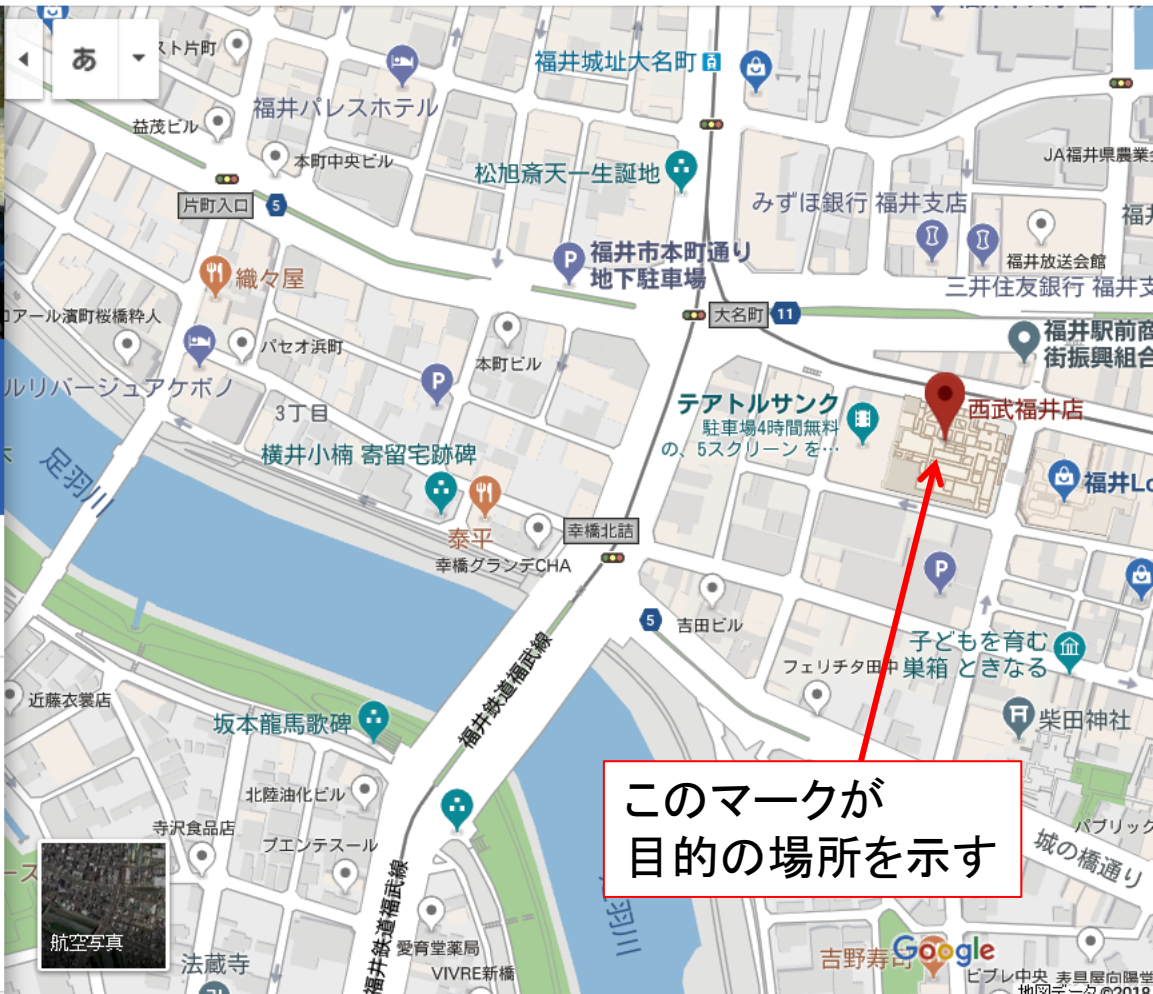 あ
スト片町
福井城址大名町
福井パレスホテル
益茂ビル
本町中央ビル
JA福井県農業会
松旭斎天一生誕地
みずほ銀行 福井支店
片町入口
5
福井市本町通り
地下駐車場
福井放送会館
三井住友銀行 福井支
織々屋
大名町
11
コアール濱町桜橋粋人
パセオ浜町
本町ビル
福井駅前商
街振興組合
ルリバージュアケボノ
3丁目
テアトルサンク
駐車場4時間無料
の、5スクリーン を…
西武福井店
横井小楠 寄留宅跡碑
足羽川
福井Lo
泰平
幸橋北詰
幸橋グランデCHA
5
吉田ビル
子どもを育む
巣箱 ときなる
フェリチタ田中
福井鉄道福武線
近藤衣裳店
坂本龍馬歌碑
柴田神社
このマークが
目的の場所を示す
北陸油化ビル
寺沢食品店
プエンテスール
パブリック
城の橋通り
福井鉄道福武線
羽川
航空写真
法蔵寺
愛育堂薬局
VIVRE新橋
吉野寿司
Google
ビブレ中央
表具屋向陽堂
地図データ ©2018